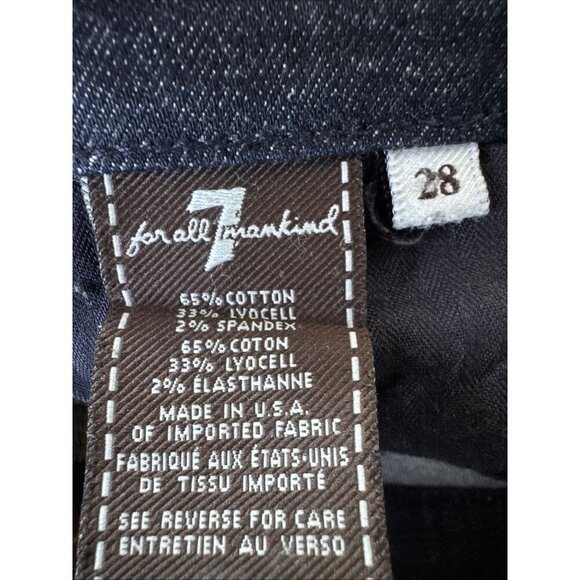 28
for all 7 mankind
65% COTTON
33% LYOCELL
2% SPANDEX
65% COTON
33% LYOCELL
2% ÉLASTHANNE
MADE IN U.S.A.
OF IMPORTED FABRIC
FABRIQUÉ AUX ÉTATS-UNIS
DE TISSU IMPORTÉ
SEE REVERSE FOR CARE
ENTRETIEN AU VERSO